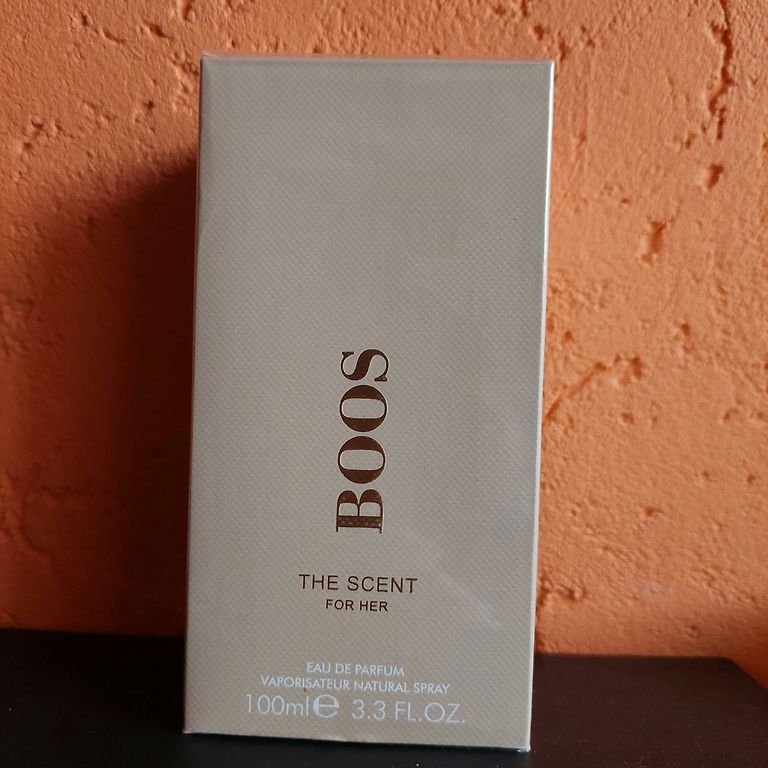 BOOS
THE SCENT
FOR HER
EAU DE PARFUM
VAPORISATEUR NATURAL SPRAY
100ml℮ 3.3 FL.OZ.